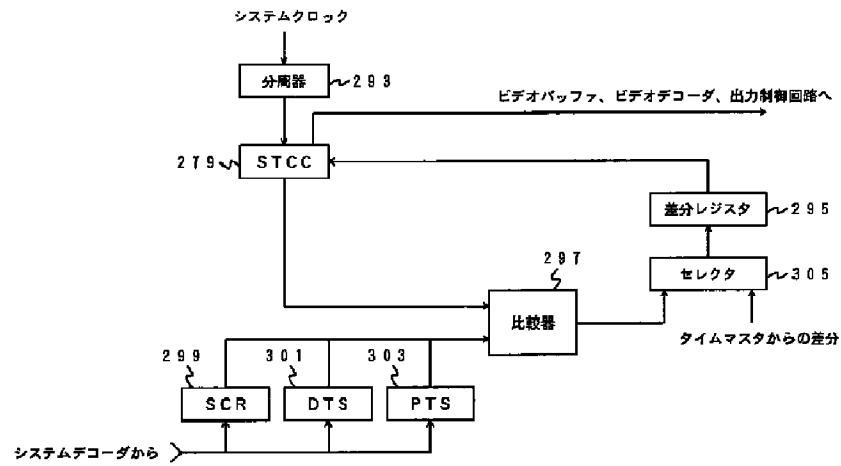 システムクロック
分周器
293
ビデオバッファ、ビデオデコーダ、出力制御回路へ
279
STCC
差分レジスタ
295
297
セレクタ
305
比較器
タイムマスタからの差分
299
301
303
SCR
DTS
PTS
システムデコーダから